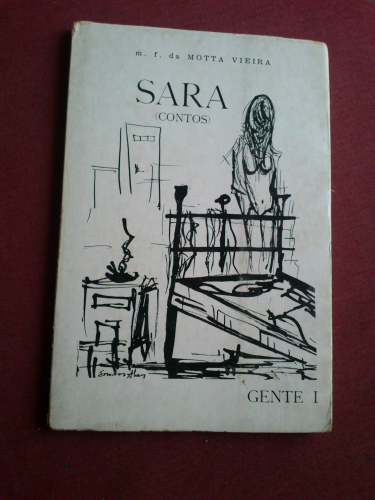 m. f. da MOTTA VIEIRA
SARA
(CONTOS)
GENTE I